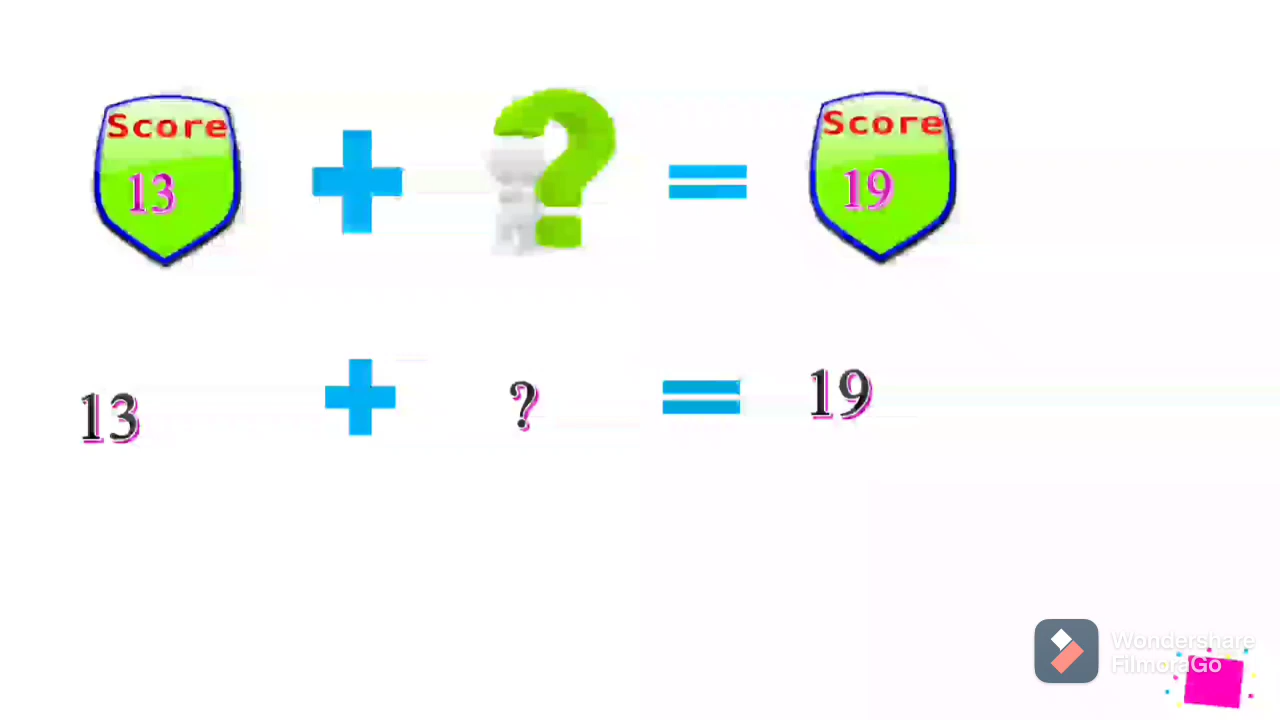 Score + ? = Score
13 19
13 + ? = 19
Wondershare
FilmoraGo